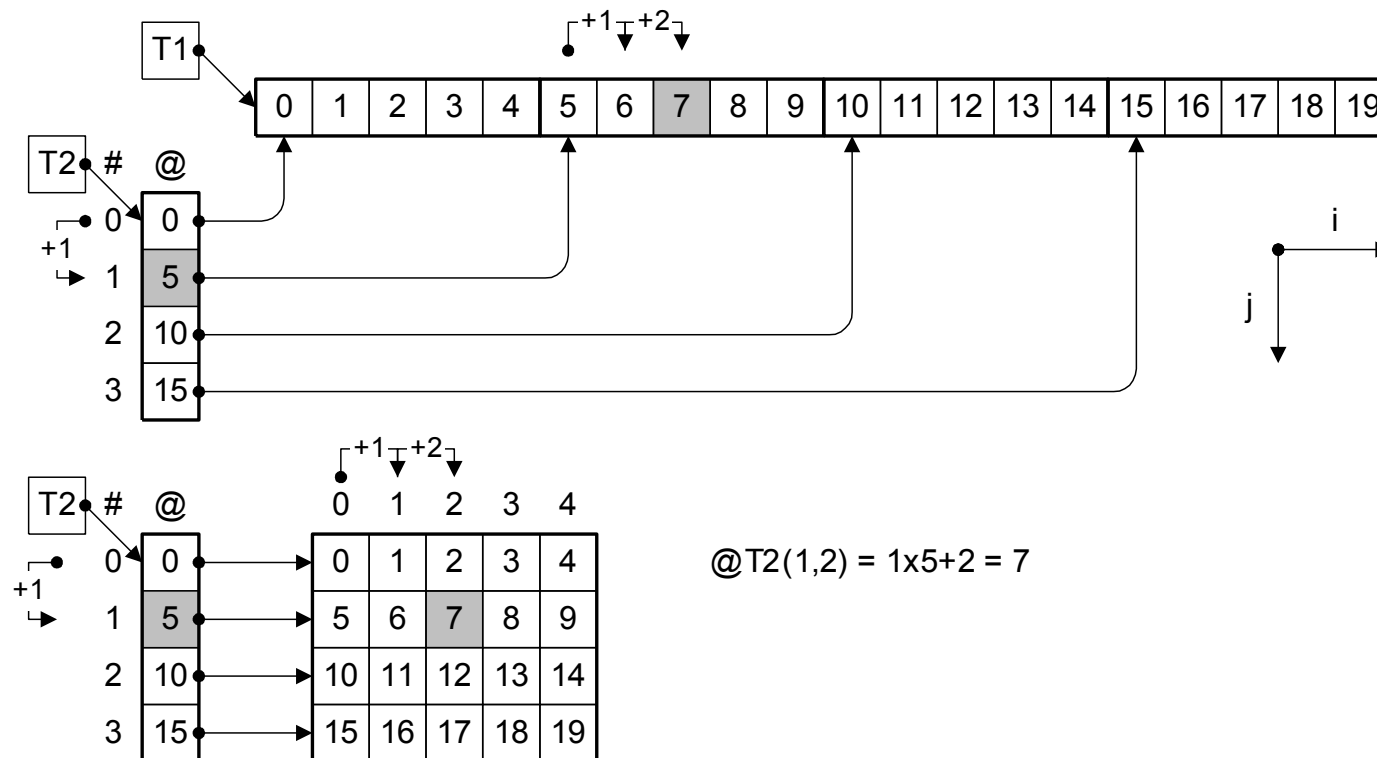 +1 +2
T1
0 1 2 3 4 5 6 7 8 9 10 11 12 13 14 15 16 17 18 19
T2 # @
0 0
+1
1 5
2 10
3 15
i
j
+1 +2
T2 # @ 0 1 2 3 4
0 0 0 1 2 3 4
+1
1 5 5 6 7 8 9
2 10 10 11 12 13 14
3 15 15 16 17 18 19
@T2(1,2) = 1x5+2 = 7